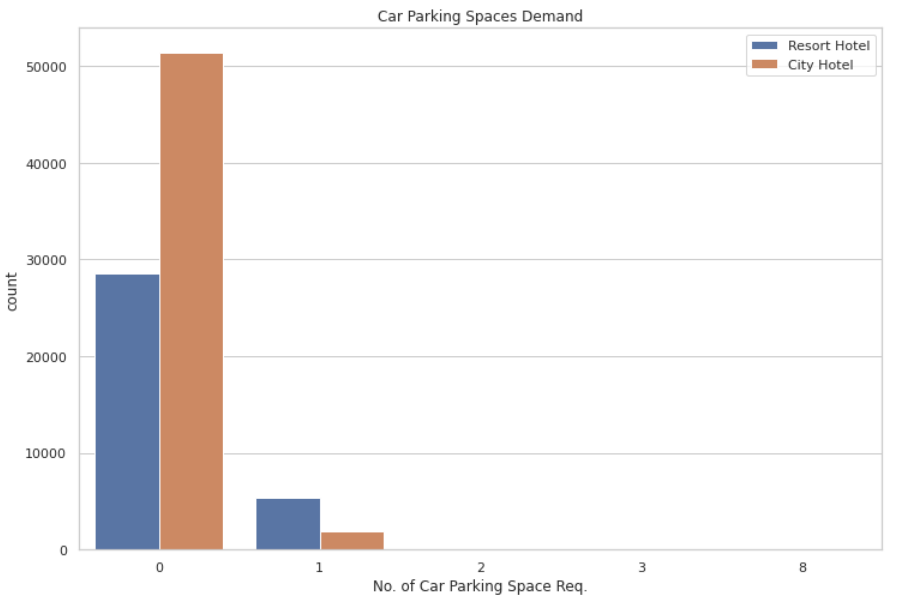 Car Parking Spaces Demand
Resort Hotel
City Hotel
50000
40000
30000
20000
10000
0
count
0 1 2 3 8
No. of Car Parking Space Req.